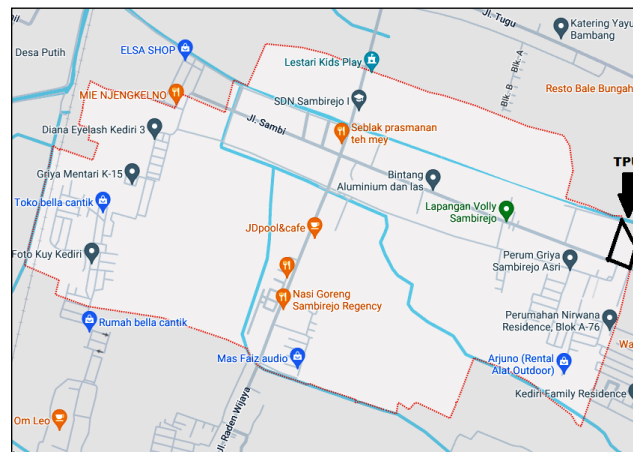 Jl. Tugu
Katering Yayu
Bambang
Desa Putih
ELSA SHOP
Lestari Kids Play
Blk. A
Blk. B
Resto Bale Bungah
MIE NJENGKELNO
SDN Sambirejo I
Jl. Sambi
Diana Eyelash Kediri 3
Seblak prasmanan
teh mey
TPU
Griya Mentari K-15
Bintang
Aluminium dan las
Toko bella cantik
Lapangan Volly
Sambirejo
JDpool&cafe
Foto Kuy Kediri
Perum Griya
Sambirejo Asri
Nasi Goreng
Sambirejo Regency
Rumah bella cantik
Perumahan Nirwana
Residence, Blok A-76
Mas Faiz audio
Arjuno (Rental
Alat Outdoor)
Kediri Family Residence
Om Leo
Jl. Raden Wijaya